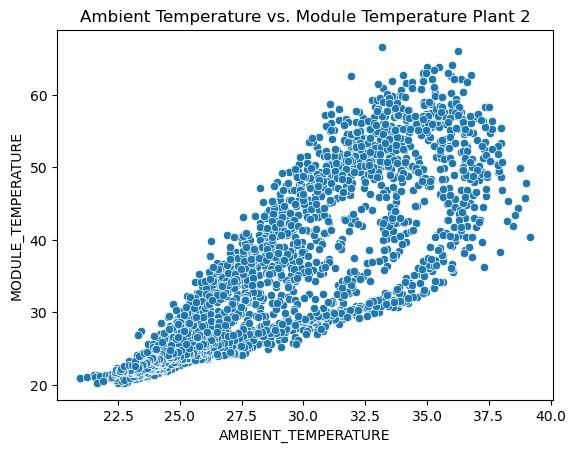 Ambient Temperature vs. Module Temperature Plant 2
MODULE_TEMPERATURE
60
50
40
30
20
22.5 25.0 27.5 30.0 32.5 35.0 37.5 40.0
AMBIENT_TEMPERATURE